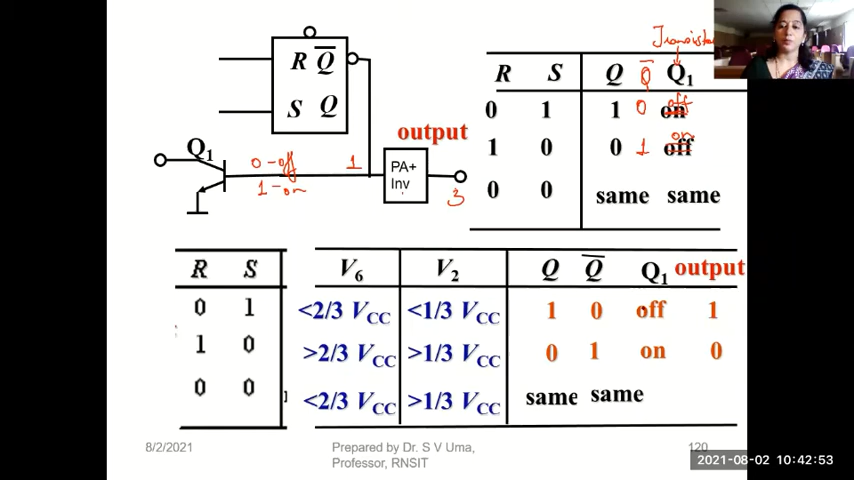 Transistor
R Q̅
S Q
output
R S Q Q̅ Q1
0 1 1 0 on off
1 0 0 1 off on
0 0 same same
Q1
0-off
1-on
1
PA+
Inv
3
R S V6 V2 Q Q̅ Q1 output
0 1 <2/3 VCC <1/3 VCC 1 0 off 1
1 0 >2/3 VCC >1/3 VCC 0 1 on 0
0 0 <2/3 VCC >1/3 VCC same same
8/2/2021
Prepared by Dr. S V Uma,
Professor, RNSIT
120
2021-08-02 10:42:53